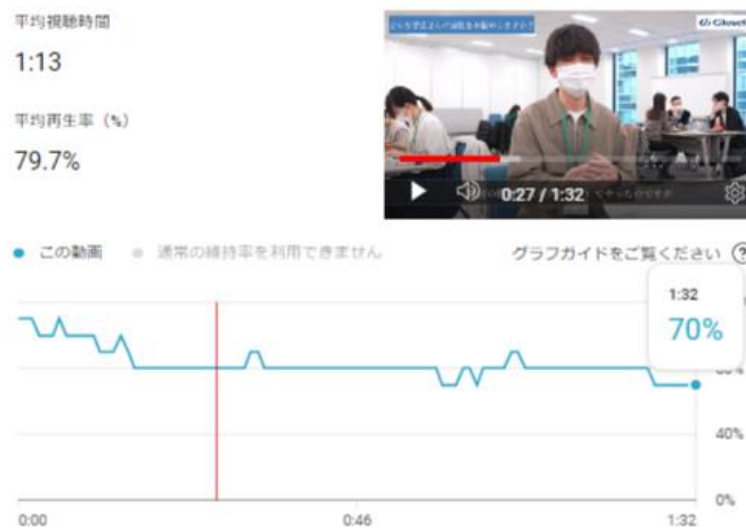 平均視聴時間
1:13
平均再生率（%）
79.7%
0:27 / 1:32
この動画
通常の維持率を利用できません
グラフガイドをご覧ください ?
1:32
70%
40%
0%
0:00
0:46
1:32